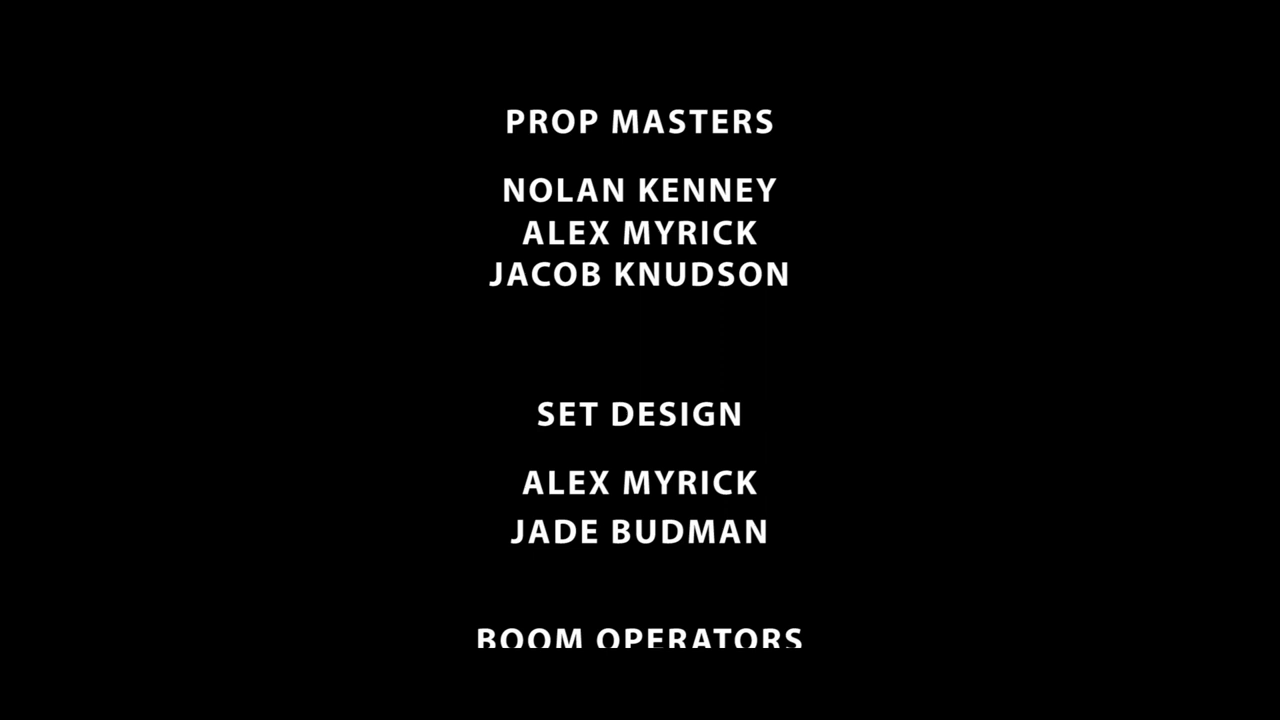 PROP MASTERS
NOLAN KENNEY
ALEX MYRICK
JACOB KNUDSON
SET DESIGN
ALEX MYRICK
JADE BUDMAN
BOOM OPERATORS